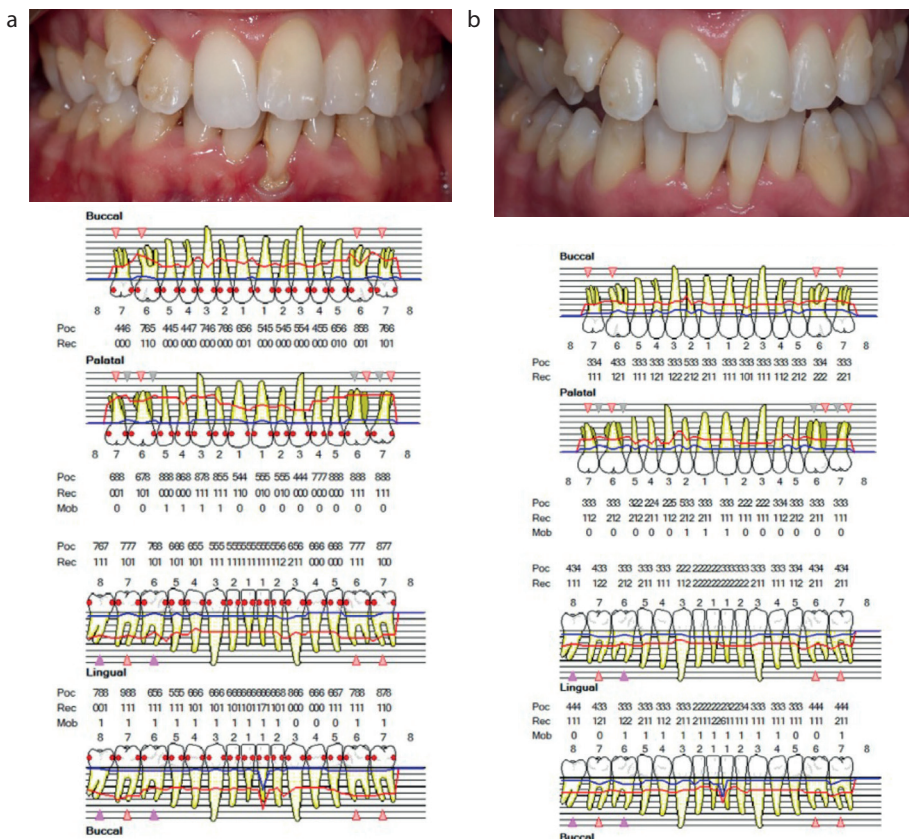 a
Buccal
8 7 6 5 4 3 2 1 1 2 3 4 5 6 7 8
Poc 446 765 445 447 746 766 656 545 545 554 455 656 858 766
Rec 000 110 000 000 000 000 001 000 000 000 000 010 001 101
Palatal
8 7 6 5 4 3 2 1 1 2 3 4 5 6 7 8
Poc 688 678 888 868 878 855 544 555 555 444 777 888 888 888
Rec 001 101 000 000 111 111 110 010 010 000 000 000 111 111
Mob 0 0 1 1 1 1 0 0 0 0 0 0 0 0
Poc 767 777 768 666 655 555 656 666 668 777 877
Rec 111 101 101 101 101 111 211 000 000 111 100
8 7 6 5 4 3 2 1 1 2 3 4 5 6 7 8
Lingual
Poc 788 988 656 555 666 666 866 666 667 788 878
Rec 001 111 111 111 101 101 000 000 111 111 110
Mob 1 1 1 1 1 1 1 1 1 1 0 0 0 1 1
8 7 6 5 4 3 2 1 1 2 3 4 5 6 7 8
Buccal
b
Buccal
8 7 6 5 4 3 2 1 1 2 3 4 5 6 7 8
Poc 334 433 333 333 333 533 333 333 333 333 333 333 334 333
Rec 111 121 111 121 122 212 211 111 101 111 112 212 222 221
Palatal
8 7 6 5 4 3 2 1 1 2 3 4 5 6 7 8
Poc 333 333 322 224 225 533 333 333 222 222 334 333 333 333
Rec 112 212 212 211 112 212 211 111 111 111 112 212 211 111
Mob 0 0 0 0 0 1 1 1 0 0 0 0 0 0
Poc 434 433 333 333 333 222 333 333 334 434 434
Rec 111 122 212 211 111 112 211 111 112 211 211
8 7 6 5 4 3 2 1 1 2 3 4 5 6 7 8
Lingual
Poc 444 433 333 333 333 333 333 333 333 444 444
Rec 111 121 122 211 112 211 111 111 111 111 211
Mob 0 0 1 1 1 1 1 1 1 1 1 1 0 0 1
8 7 6 5 4 3 2 1 1 2 3 4 5 6 7 8
Buccal